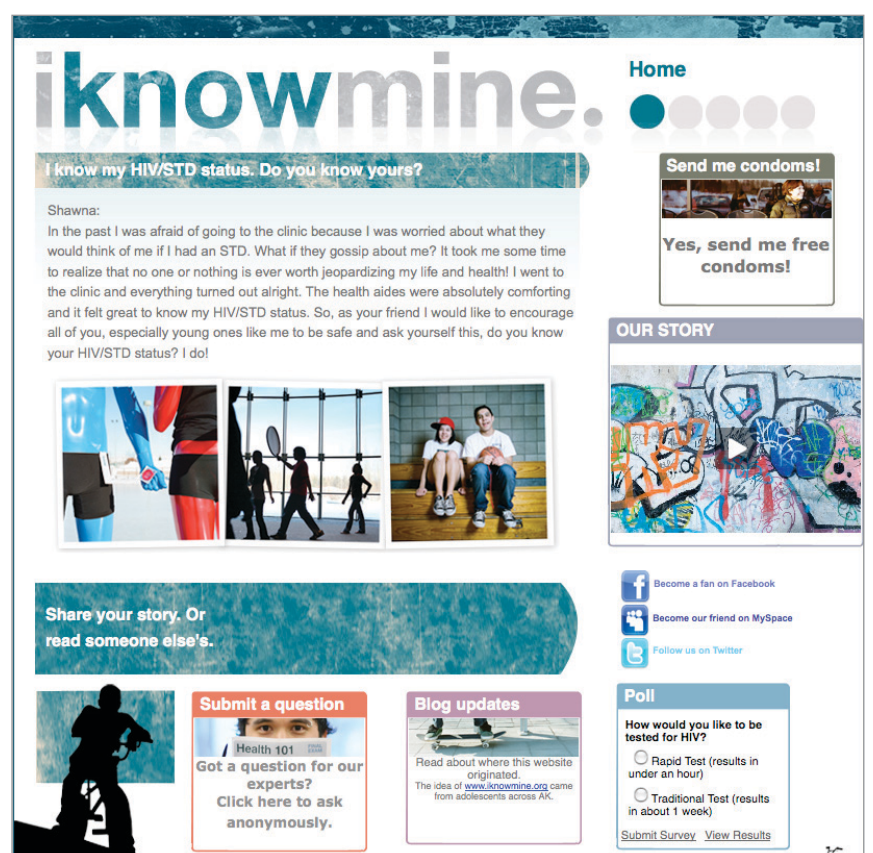 iknowmine.
Home
I know my HIV/STD status. Do you know yours?
Shawna:
In the past I was afraid of going to the clinic because I was worried about what they
would think of me if I had an STD. What if they gossip about me? It took me some time
to realize that no one or nothing is ever worth jeopardizing my life and health! I went to
the clinic and everything turned out alright. The health aides were absolutely comforting
and it felt great to know my HIV/STD status. So, as your friend I would like to encourage
all of you, especially young ones like me to be safe and ask yourself this, do you know
your HIV/STD status? I do!
Send me condoms!
Yes, send me free
condoms!
OUR STORY
Become a fan on Facebook
Become our friend on MySpace
Follow us on Twitter
Share your story. Or
read someone else's.
Submit a question
Health 101
Got a question for our
experts?
Click here to ask
anonymously.
Blog updates
Read about where this website
originated.
The idea of www.iknowmine.org came
from adolescents across AK.
Poll
How would you like to be
tested for HIV?
Rapid Test (results in
under an hour)
Traditional Test (results
in about 1 week)
Submit Survey View Results